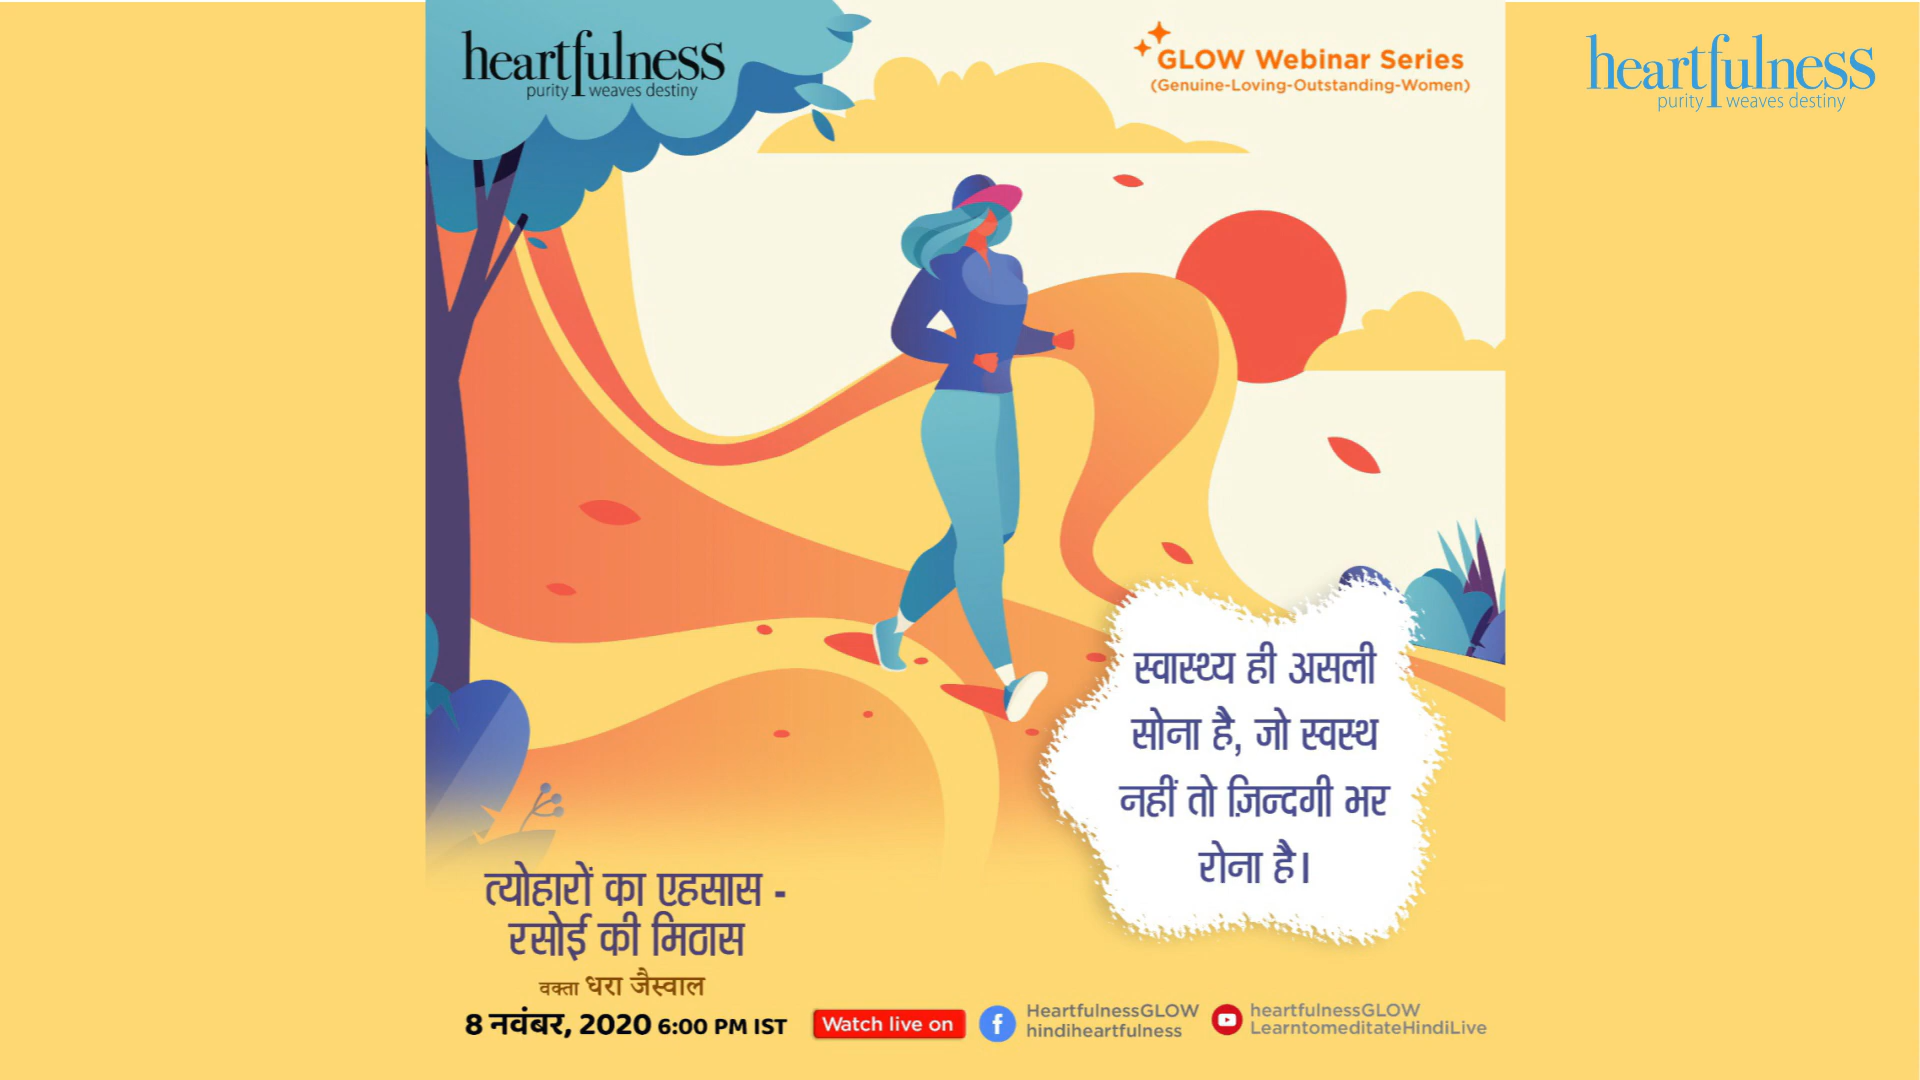 heartfulness
purity weaves destiny
GLOW Webinar Series
(Genuine-Loving-Outstanding-Women)
heartfulness
purity weaves destiny
स्वास्थ्य ही असली
सोना है, जो स्वस्थ
नहीं तो ज़िन्दगी भर
रोना है।
त्योहारों का एहसास -
रसोई की मिठास
वक्ता धरा जैस्वाल
8 नवंबर, 2020 6:00 PM IST
Watch live on
HeartfulnessGLOW
hindiheartfulness
heartfulnessGLOW
LearntomeditateHindiLive